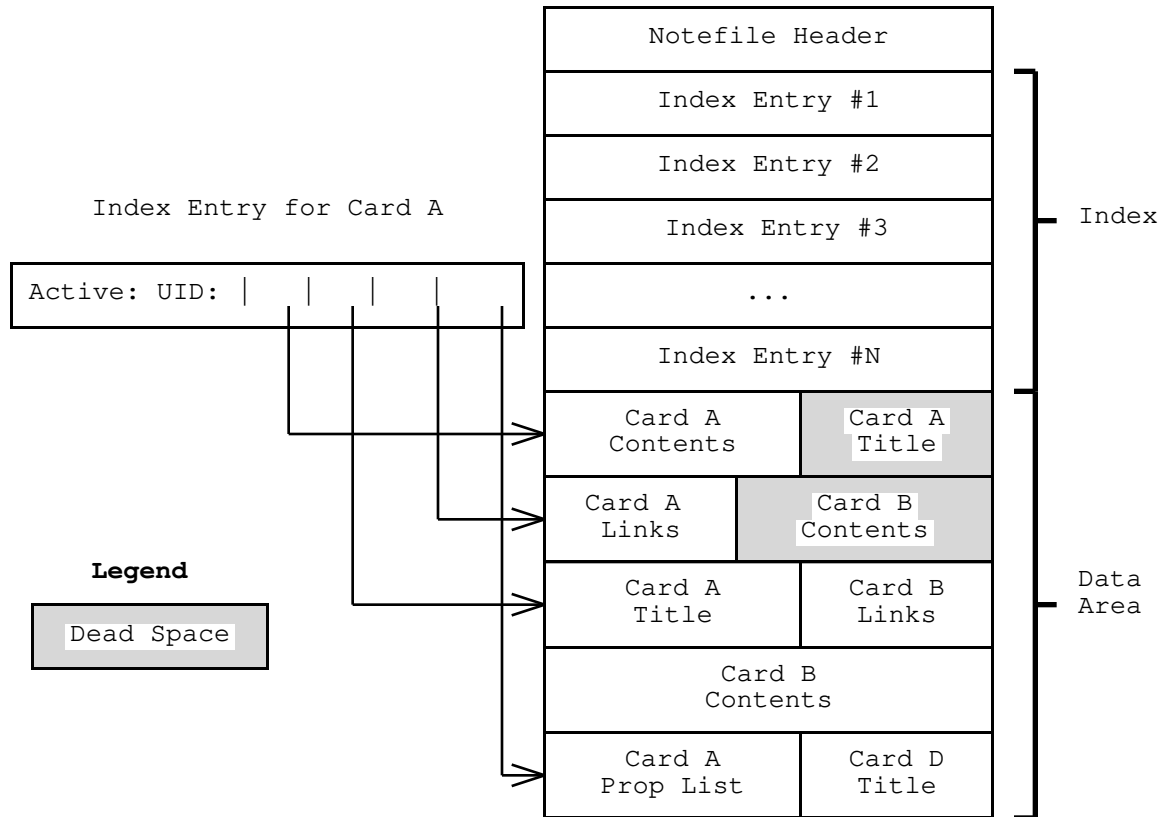 Notefile Header
Index Entry #1
Index Entry #2
Index Entry for Card A
Index Entry #3
Index
Active: UID: | | | |
...
Index Entry #N
Card A
Contents
Card A
Title
Card A
Links
Card B
Contents
Legend
Dead Space
Card A
Title
Card B
Links
Data
Area
Card B
Contents
Card A
Prop List
Card D
Title